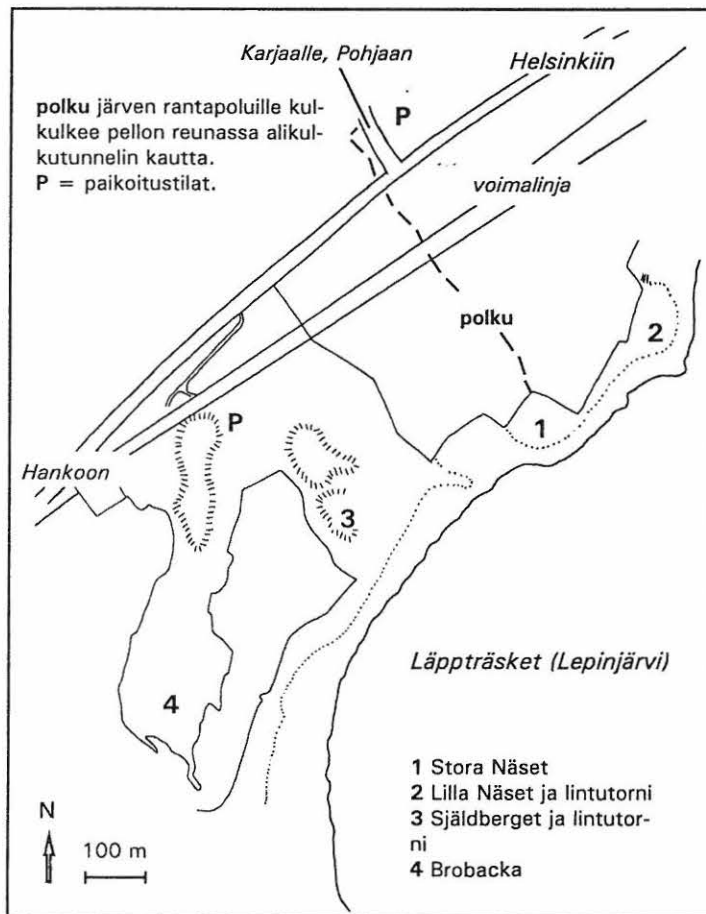 Karjaalle, Pohjaan
Helsinkiin
polku järven rantapoluille kul-
kulkee pellon reunassa alikul-
kutunnelin kautta.
P = paikoitustilat.
P
voimalinja
polku
2
1
P
Hankoon
3
4
Läppträsket (Lepinjärvi)
1 Stora Näset
2 Lilla Näset ja lintutorni
3 Själdberget ja lintutor-
ni
4 Brobacka
N
100 m